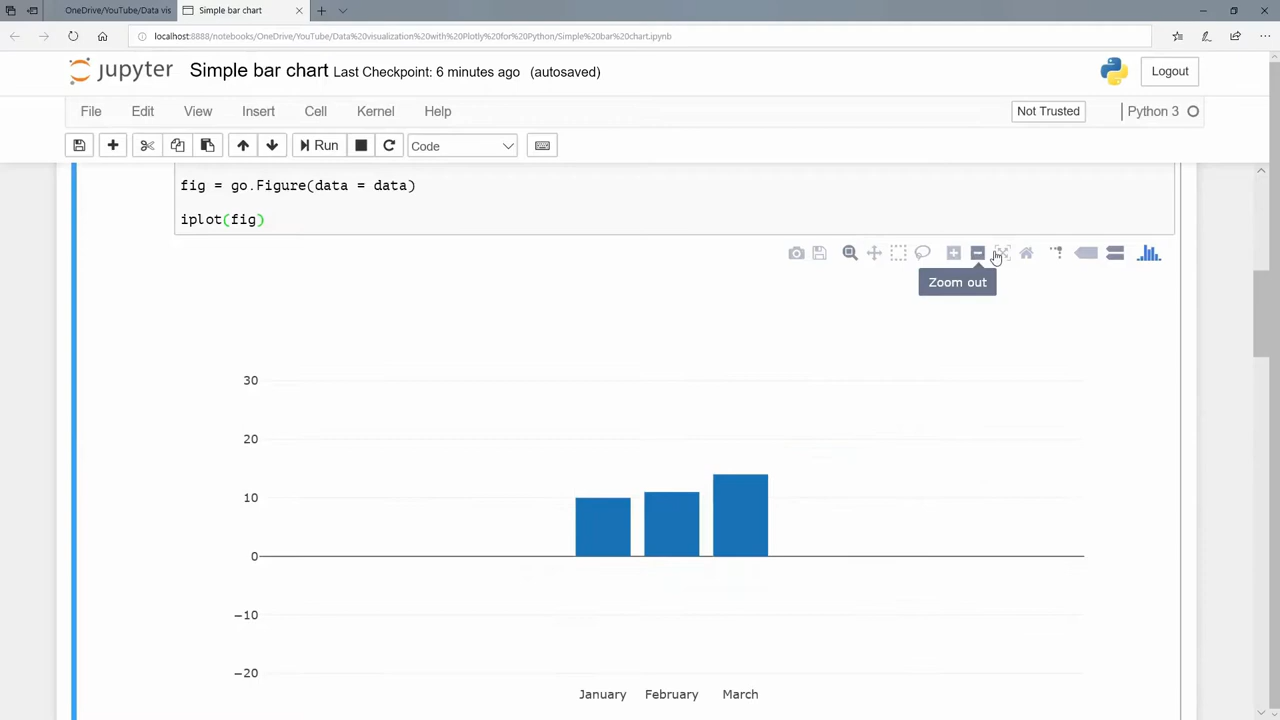 OneDrive/YouTube/Data vis
Simple bar chart
localhost:8888/notebooks/OneDrive/YouTube/Data%20visualization%20with%20Plotly%20for%20Python/Simple%20bar%20chart.ipynb
jupyter Simple bar chart Last Checkpoint: 6 minutes ago (autosaved)
Logout
File Edit View Insert Cell Kernel Help
Not Trusted
Python 3
Run
Code
fig = go.Figure(data = data)
iplot(fig)
Zoom out
30
20
10
0
−10
−20
January February March